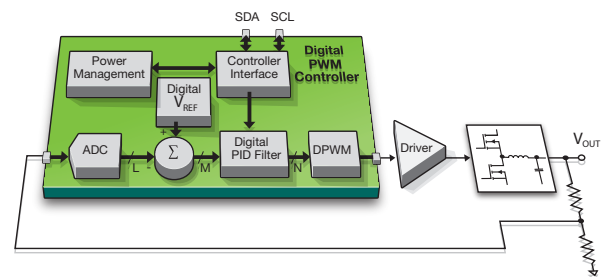 SDA SCL
Digital
PWM
Controller
Power
Management
Controller
Interface
Digital
VREF
+
ADC
L
-
Σ
M
Digital
PID Filter
N
DPWM
Driver
VOUT